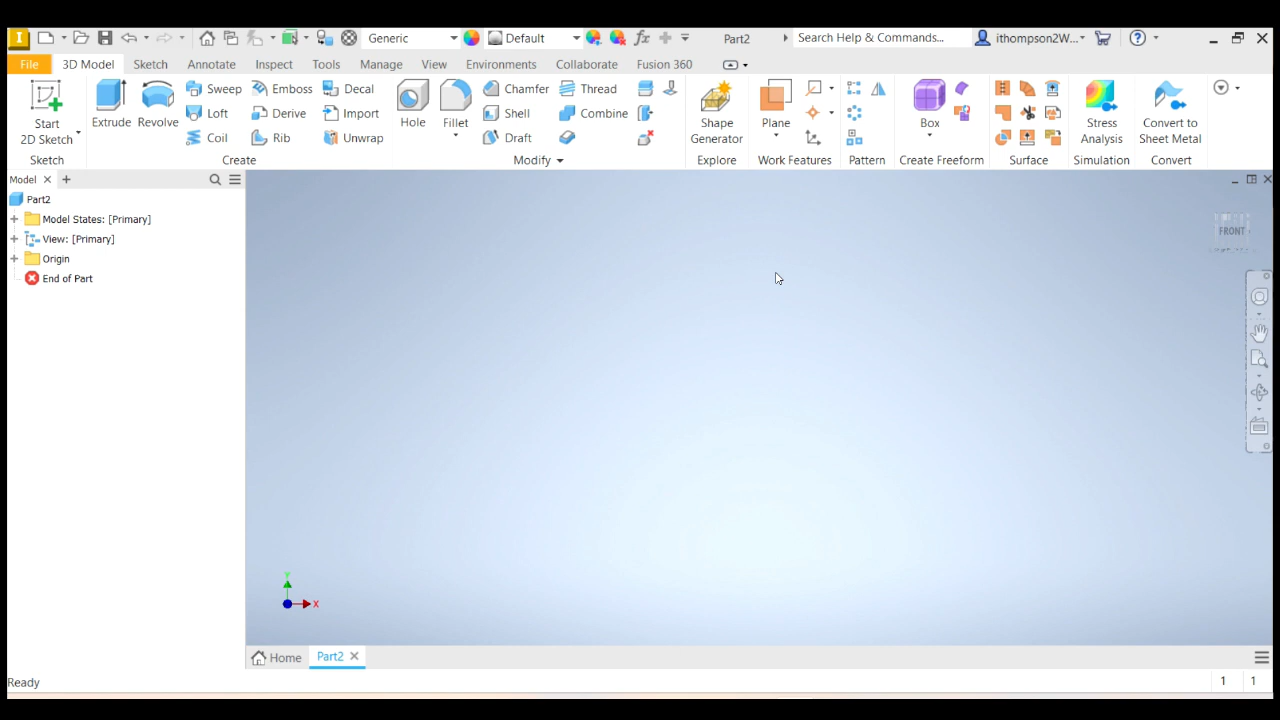 Generic
Default
fx
Part2
Search Help & Commands...
ithompson2W...
File
3D Model
Sketch
Annotate
Inspect
Tools
Manage
View
Environments
Collaborate
Fusion 360
Start
2D Sketch
Extrude
Revolve
Sweep
Loft
Coil
Emboss
Derive
Rib
Decal
Import
Unwrap
Hole
Fillet
Chamfer
Shell
Draft
Thread
Combine
Shape
Generator
Plane
Box
Stress
Analysis
Convert to
Sheet Metal
Sketch
Create
Modify
Explore
Work Features
Pattern
Create Freeform
Surface
Simulation
Convert
Model
Part2
Model States: [Primary]
View: [Primary]
Origin
End of Part
FRONT
Y
X
Home
Part2
Ready
1
1